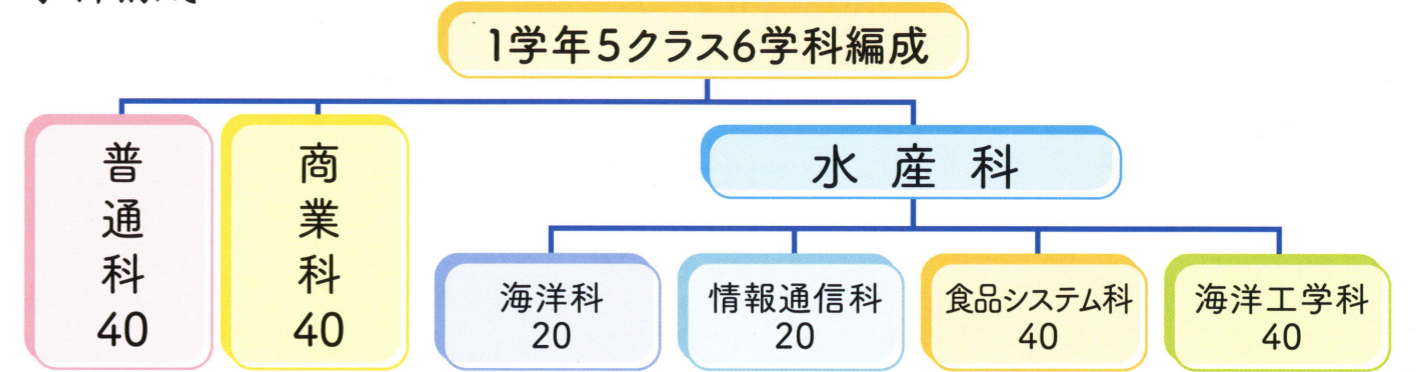 1学年5クラス6学科編成
普通科
40
商業科
40
水産科
海洋科
20
情報通信科
20
食品システム科
40
海洋工学科
40